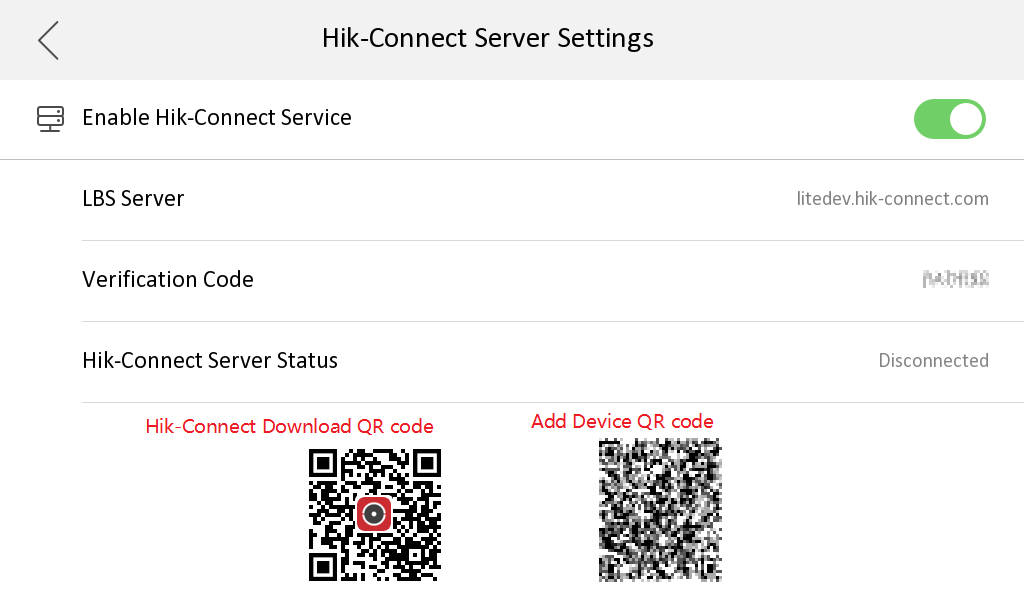 Hik-Connect Server Settings
Enable Hik-Connect Service
LBS Server litedev.hik-connect.com
Verification Code
Hik-Connect Server Status Disconnected
Hik-Connect Download QR code Add Device QR code